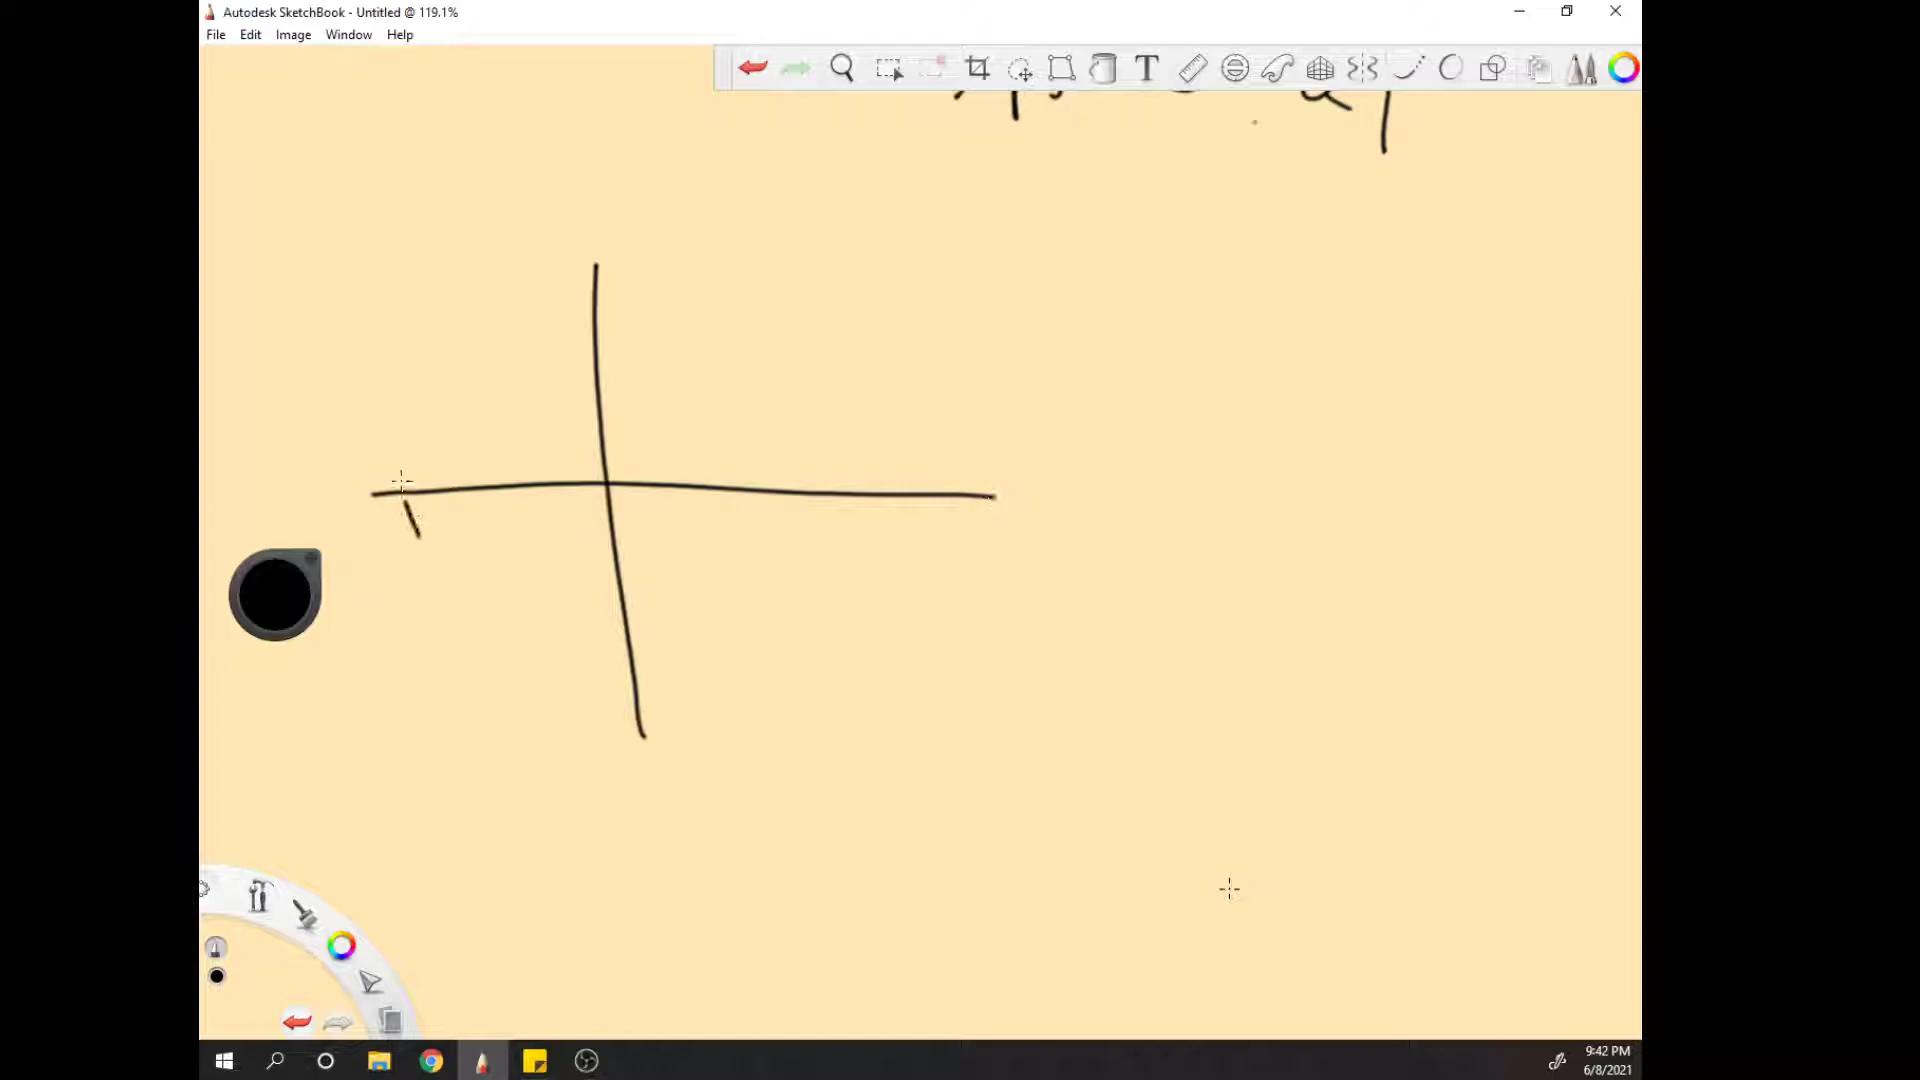 Autodesk SketchBook - Untitled @ 119.1%
File Edit Image Window Help
T
9:42 PM
6/8/2021